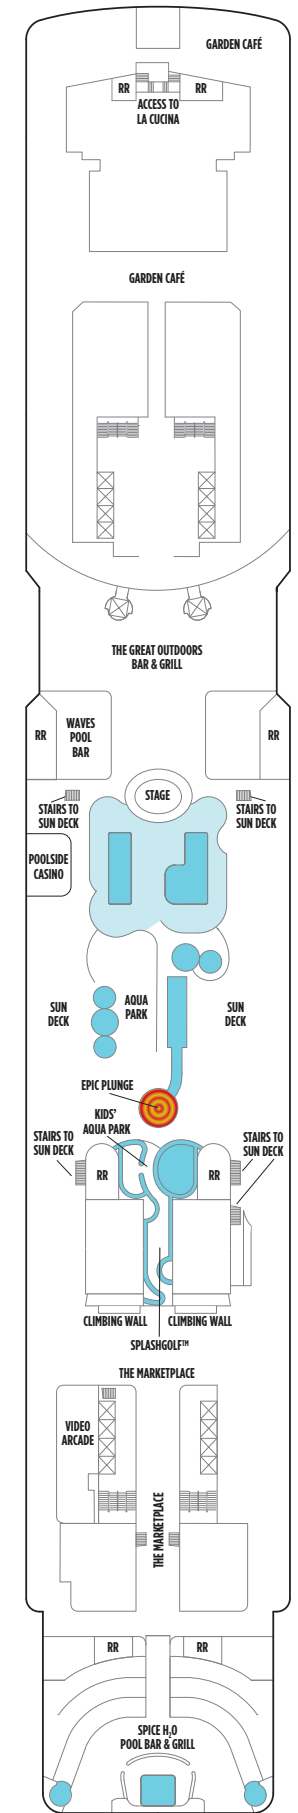 GARDEN CAFÉ
RR
RR
ACCESS TO
LA CUCINA
GARDEN CAFÉ
THE GREAT OUTDOORS
BAR & GRILL
RR
WAVES
POOL
BAR
RR
STAGE
STAIRS TO
SUN DECK
STAIRS TO
SUN DECK
POOLSIDE
CASINO
SUN
DECK
AQUA
PARK
SUN
DECK
EPIC PLUNGE
KIDS'
AQUA PARK
STAIRS TO
SUN DECK
STAIRS TO
SUN DECK
RR
RR
CLIMBING WALL
CLIMBING WALL
SPLASHGOLF™
THE MARKETPLACE
VIDEO
ARCADE
THE MARKETPLACE
RR
RR
SPICE H₂O
POOL BAR & GRILL